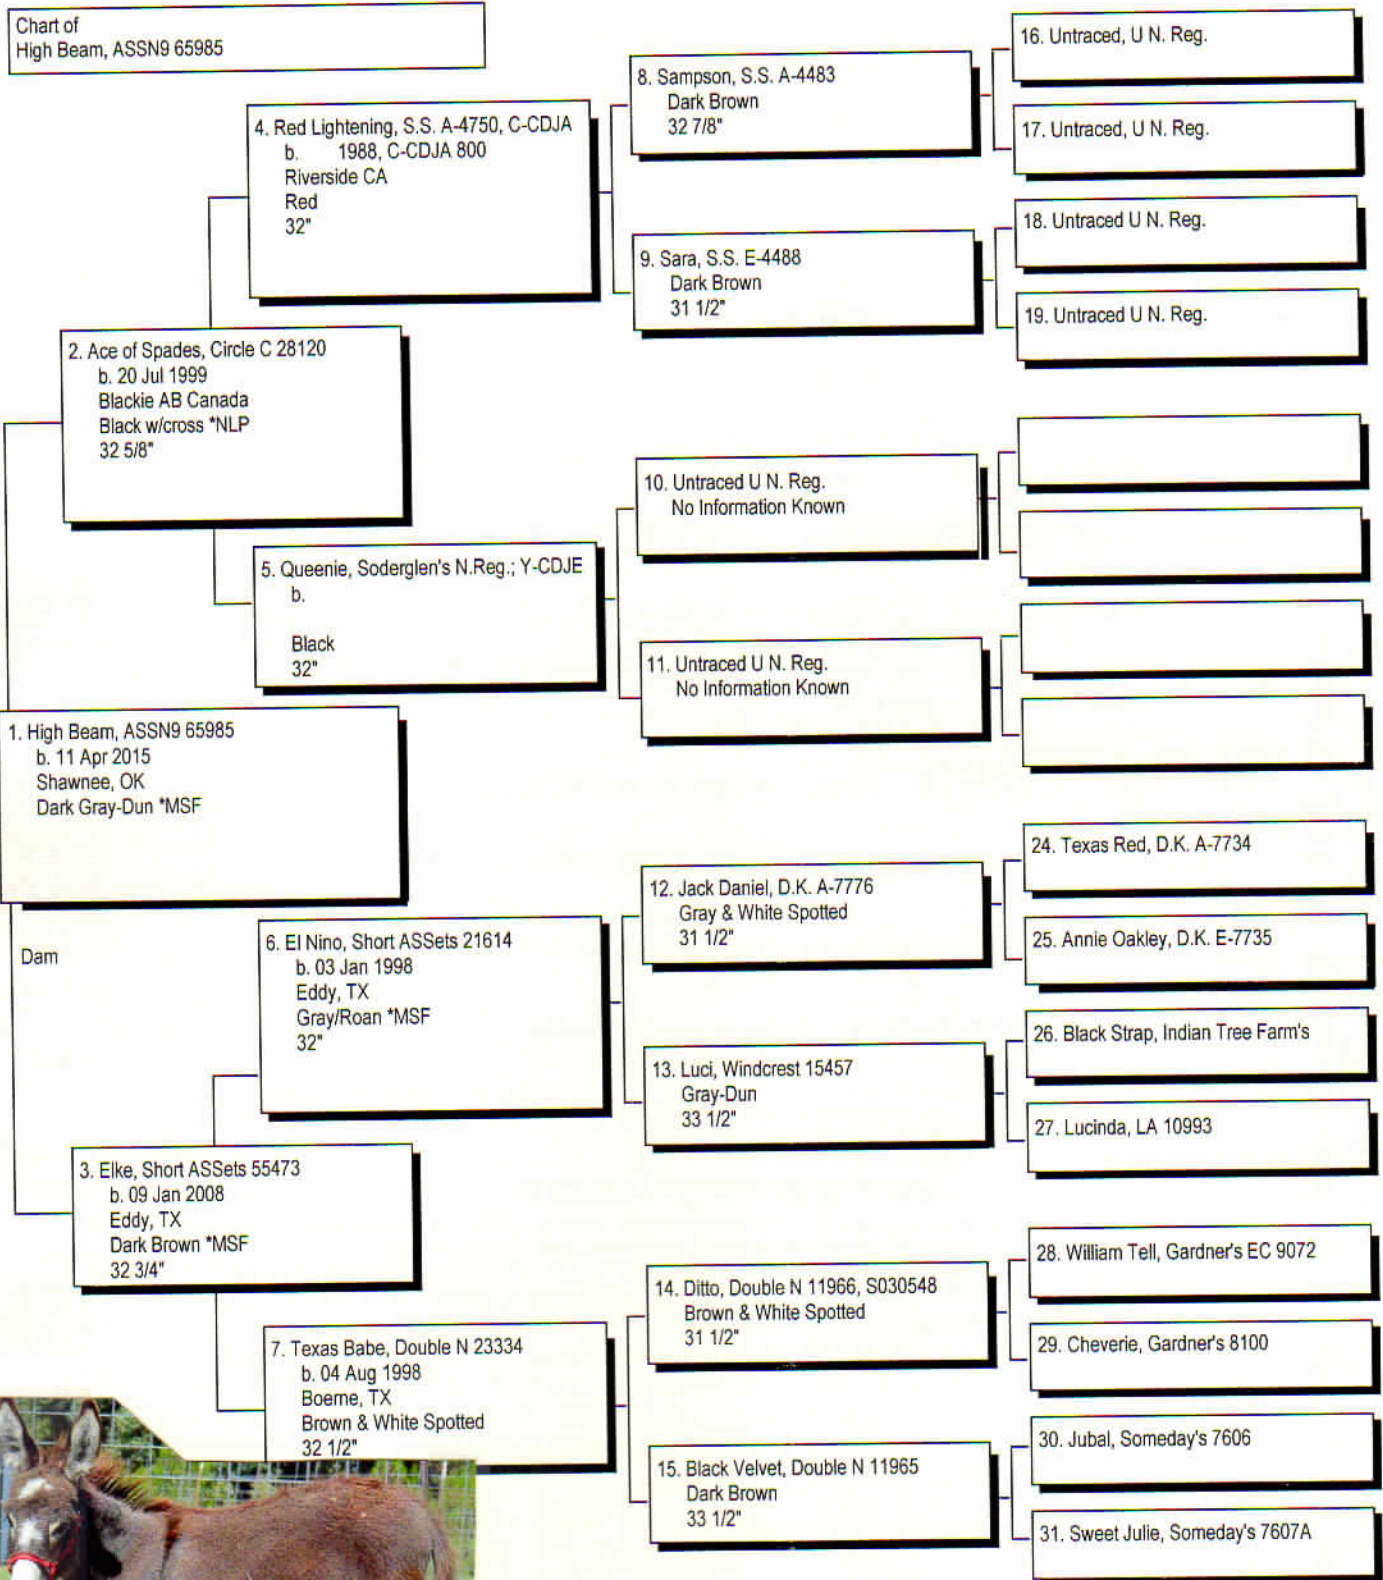 Chart of
High Beam, ASSN9 65985
16. Untraced, U N. Reg.
8. Sampson, S.S. A-4483
Dark Brown
32 7/8"
17. Untraced, U N. Reg.
4. Red Lightening, S.S. A-4750, C-CDJA
b. 1988, C-CDJA 800
Riverside CA
Red
32"
18. Untraced U N. Reg.
9. Sara, S.S. E-4488
Dark Brown
31 1/2"
19. Untraced U N. Reg.
2. Ace of Spades, Circle C 28120
b. 20 Jul 1999
Blackie AB Canada
Black w/cross *NLP
32 5/8"
10. Untraced U N. Reg.
No Information Known
5. Queenie, Soderglen's N.Reg.; Y-CDJE
b.
Black
32"
11. Untraced U N. Reg.
No Information Known
1. High Beam, ASSN9 65985
b. 11 Apr 2015
Shawnee, OK
Dark Gray-Dun *MSF
24. Texas Red, D.K. A-7734
12. Jack Daniel, D.K. A-7776
Gray & White Spotted
31 1/2"
25. Annie Oakley, D.K. E-7735
Dam
6. El Nino, Short ASSets 21614
b. 03 Jan 1998
Eddy, TX
Gray/Roan *MSF
32"
26. Black Strap, Indian Tree Farm's
13. Luci, Windcrest 15457
Gray-Dun
33 1/2"
27. Lucinda, LA 10993
3. Elke, Short ASSets 55473
b. 09 Jan 2008
Eddy, TX
Dark Brown *MSF
32 3/4"
28. William Tell, Gardner's EC 9072
14. Ditto, Double N 11966, S030548
Brown & White Spotted
31 1/2"
29. Cheverie, Gardner's 8100
7. Texas Babe, Double N 23334
b. 04 Aug 1998
Boerne, TX
Brown & White Spotted
32 1/2"
30. Jubal, Someday's 7606
15. Black Velvet, Double N 11965
Dark Brown
33 1/2"
31. Sweet Julie, Someday's 7607A